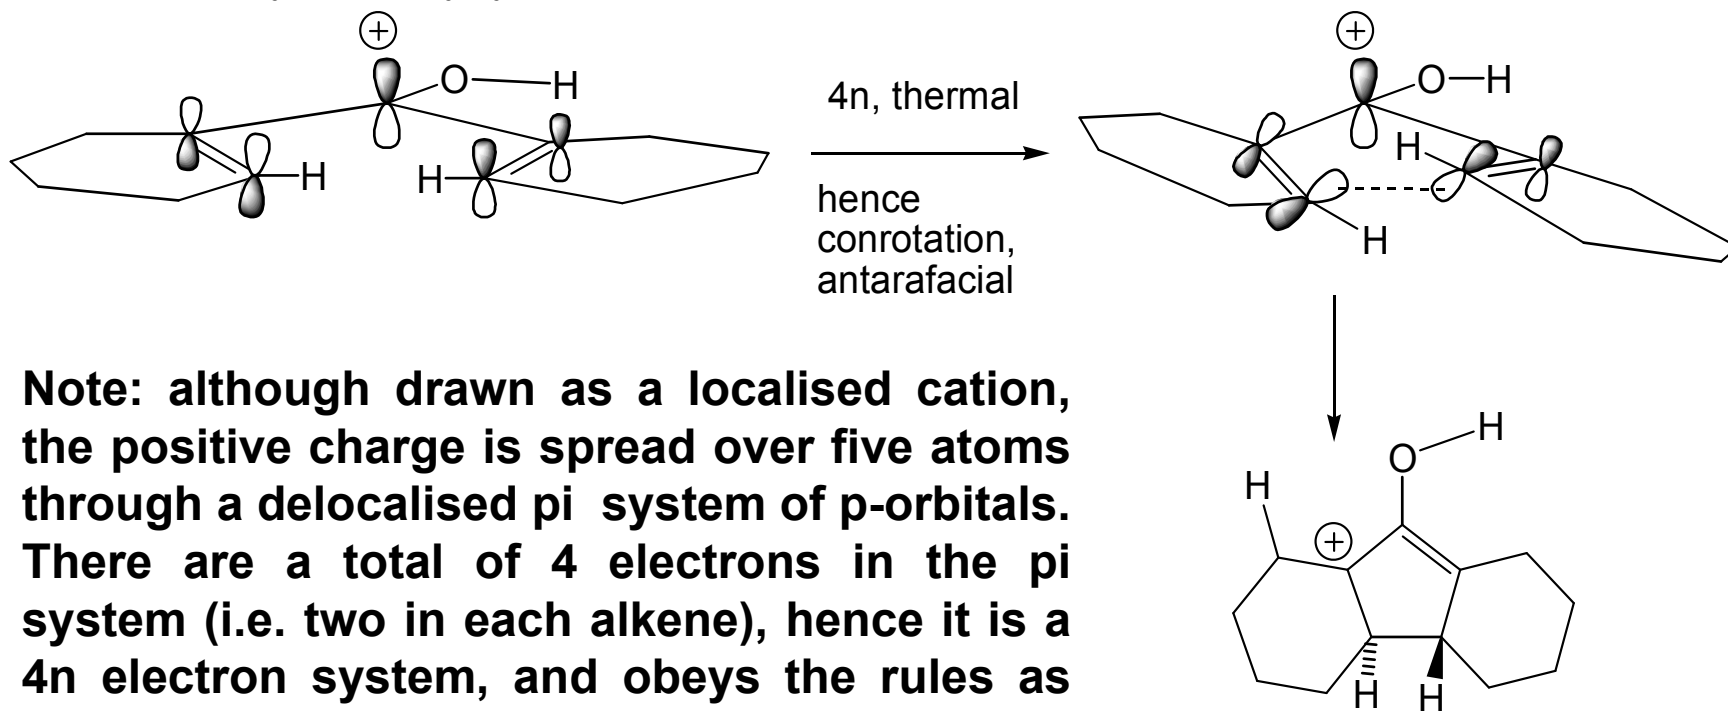 +
+
O
H
O
H
H
H
H
H
4n, thermal
hence
conrotation,
antarafacial
Note: although drawn as a localised cation,
the positive charge is spread over five atoms
through a delocalised pi system of p-orbitals.
There are a total of 4 electrons in the pi
system (i.e. two in each alkene), hence it is a
4n electron system, and obeys the rules as
H
O
H
+
H
H